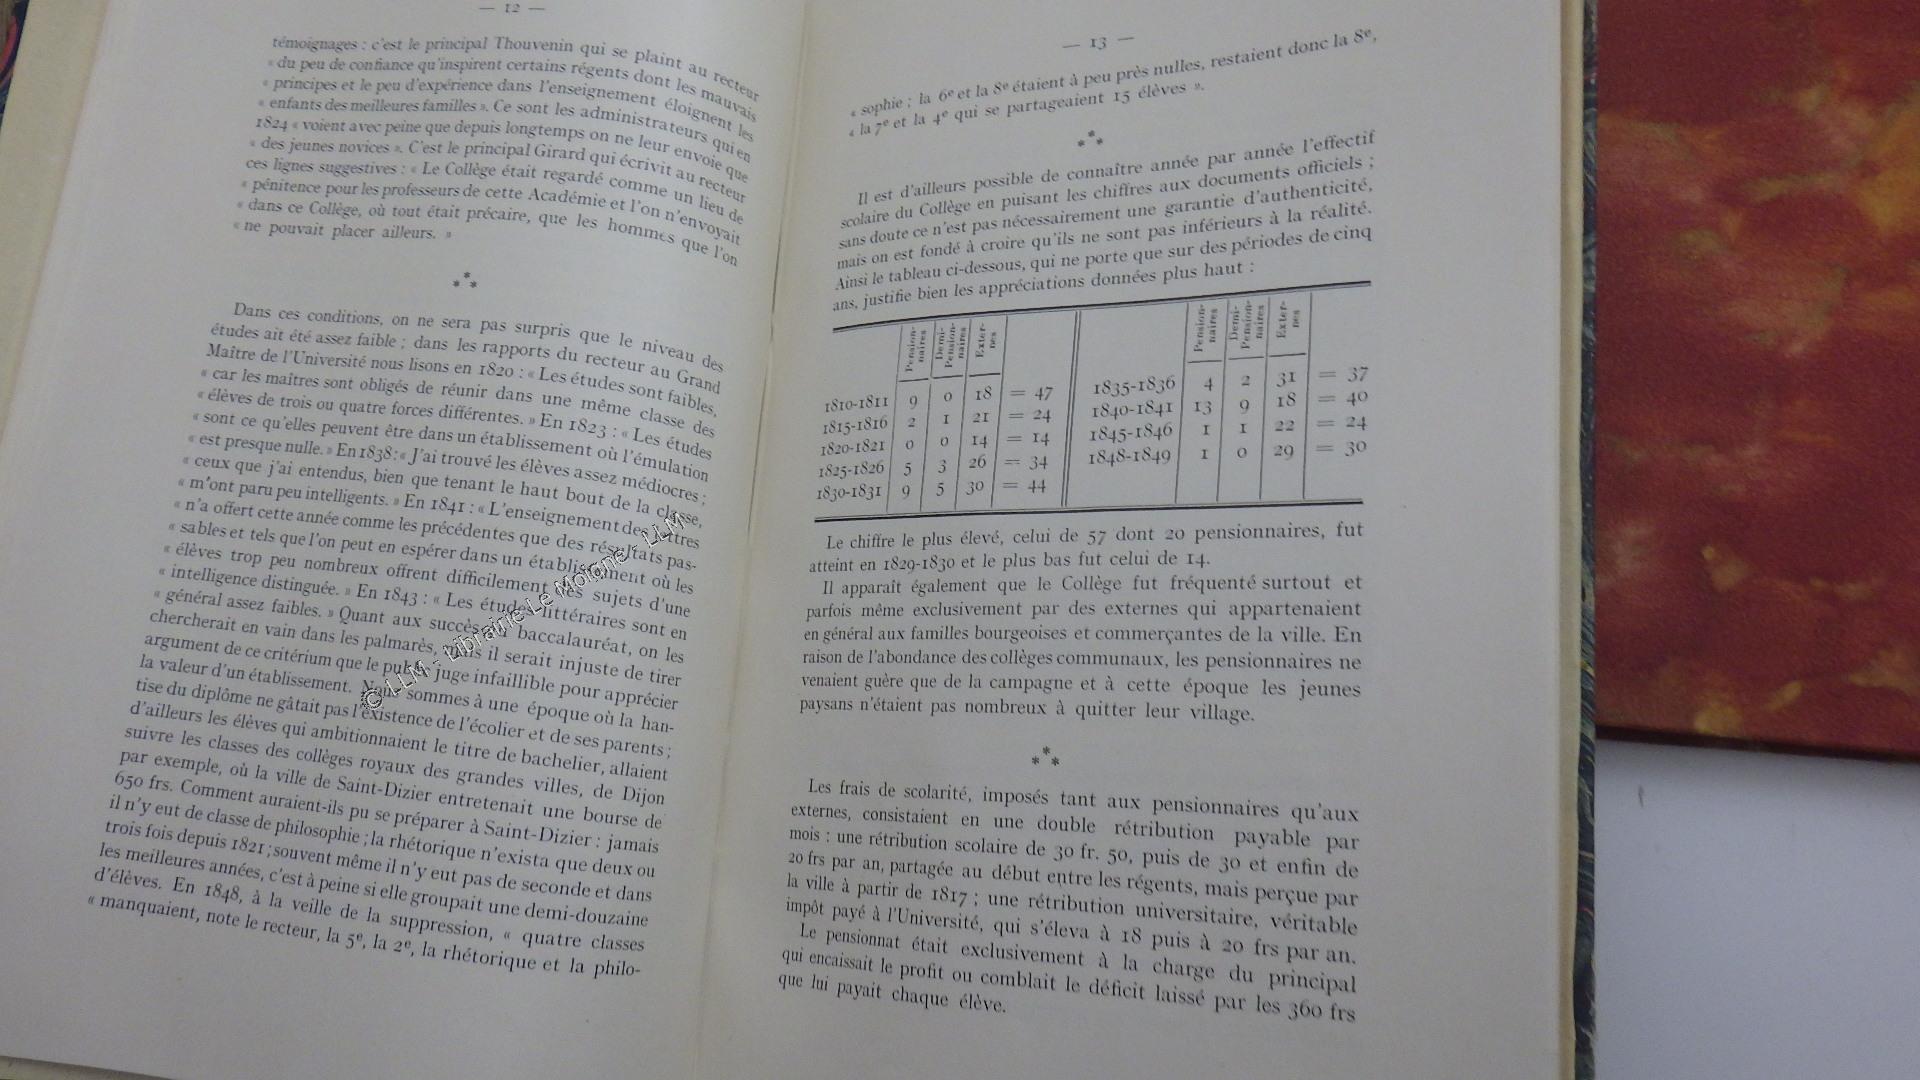 — 12 —
témoignages : c'est le principal Thouvenin qui se plaint au recteur
« du peu de confiance qu'inspirent certains régents dont les mauvais
« principes et le peu d'expérience dans l'enseignement éloignent les
« enfants des meilleures familles ». Ce sont les administrateurs qui en
1824 « voient avec peine que depuis longtemps on ne leur envoie que
« des jeunes novices ». C'est le principal Girard qui écrivit au recteur
ces lignes suggestives : « Le Collège était regardé comme un lieu de
« pénitence pour les professeurs de cette Académie et l'on n'envoyait
« dans ce Collège, où tout était précaire, que les hommes que l'on
« ne pouvait placer ailleurs. »
* * *
Dans ces conditions, on ne sera pas surpris que le niveau des
études ait été assez faible ; dans les rapports du recteur au Grand
Maître de l'Université nous lisons en 1820 : « Les études sont faibles,
« car les maîtres sont obligés de réunir dans une même classe des
« élèves de trois ou quatre forces différentes. » En 1823 : « Les études
« sont ce qu'elles peuvent être dans un établissement où l'émulation
« est presque nulle. » En 1838 : « J'ai trouvé les élèves assez médiocres ;
« ceux que j'ai entendus, bien que tenant le haut bout de la classe,
« m'ont paru peu intelligents. » En 1841 : « L'enseignement des lettres
« n'a offert cette année comme les précédentes que des résultats pas-
« sables et tels que l'on peut en espérer dans un établissement où les
« élèves trop peu nombreux offrent difficilement des sujets d'une
« intelligence distinguée. » En 1843 : « Les études littéraires sont en
« général assez faibles. » Quant aux succès au baccalauréat, on les
chercherait en vain dans les palmarès, mais il serait injuste de tirer
argument de ce critérium que le public juge infaillible pour apprécier
la valeur d'un établissement. Nous sommes à une époque où la han-
tise du diplôme ne gâtait pas l'existence de l'écolier et de ses parents ;
d'ailleurs les élèves qui ambitionnaient le titre de bachelier, allaient
suivre les classes des collèges royaux des grandes villes, de Dijon
par exemple, où la ville de Saint-Dizier entretenait une bourse de
650 frs. Comment auraient-ils pu se préparer à Saint-Dizier : jamais
il n'y eut de classe de philosophie ; la rhétorique n'exista que deux ou
trois fois depuis 1821 ; souvent même il n'y eut pas de seconde et dans
les meilleures années, c'est à peine si elle groupait une demi-douzaine
d'élèves. En 1848, à la veille de la suppression, « quatre classes
« manquaient, note le recteur, la 5e, la 2e, la rhétorique et la philo-
© LLM - Librairie Le Moigne - LLM
— 13 —
« sophie ; la 6e et la 8e étaient à peu près nulles, restaient donc la 8e,
« la 7e et la 4e qui se partageaient 15 élèves ».
* * *
Il est d'ailleurs possible de connaître année par année l'effectif
scolaire du Collège en puisant les chiffres aux documents officiels ;
sans doute ce n'est pas nécessairement une garantie d'authenticité,
mais on est fondé à croire qu'ils ne sont pas inférieurs à la réalité.
Ainsi le tableau ci-dessous, qui ne porte que sur des périodes de cinq
ans, justifie bien les appréciations données plus haut :
Pension-naires Demi-Pension-naires Exter-nes Pension-naires Demi-Pension-naires Exter-nes
1810-1811 9 0 18 = 47 1835-1836 4 2 31 = 37
1815-1816 2 1 21 = 24 1840-1841 13 9 18 = 40
1820-1821 0 0 14 = 14 1845-1846 1 1 22 = 24
1825-1826 5 3 26 = 34 1848-1849 1 0 29 = 30
1830-1831 9 5 30 = 44
Le chiffre le plus élevé, celui de 57 dont 20 pensionnaires, fut
atteint en 1829-1830 et le plus bas fut celui de 14.
Il apparaît également que le Collège fut fréquenté surtout et
parfois même exclusivement par des externes qui appartenaient
en général aux familles bourgeoises et commerçantes de la ville. En
raison de l'abondance des collèges communaux, les pensionnaires ne
venaient guère que de la campagne et à cette époque les jeunes
paysans n'étaient pas nombreux à quitter leur village.
* * *
Les frais de scolarité, imposés tant aux pensionnaires qu'aux
externes, consistaient en une double rétribution payable par
mois : une rétribution scolaire de 30 fr. 50, puis de 30 et enfin de
20 frs par an, partagée au début entre les régents, mais perçue par
la ville à partir de 1817 ; une rétribution universitaire, véritable
impôt payé à l'Université, qui s'éleva à 18 puis à 20 frs par an.
Le pensionnat était exclusivement à la charge du principal
qui encaissait le profit ou comblait le déficit laissé par les 360 frs
que lui payait chaque élève.